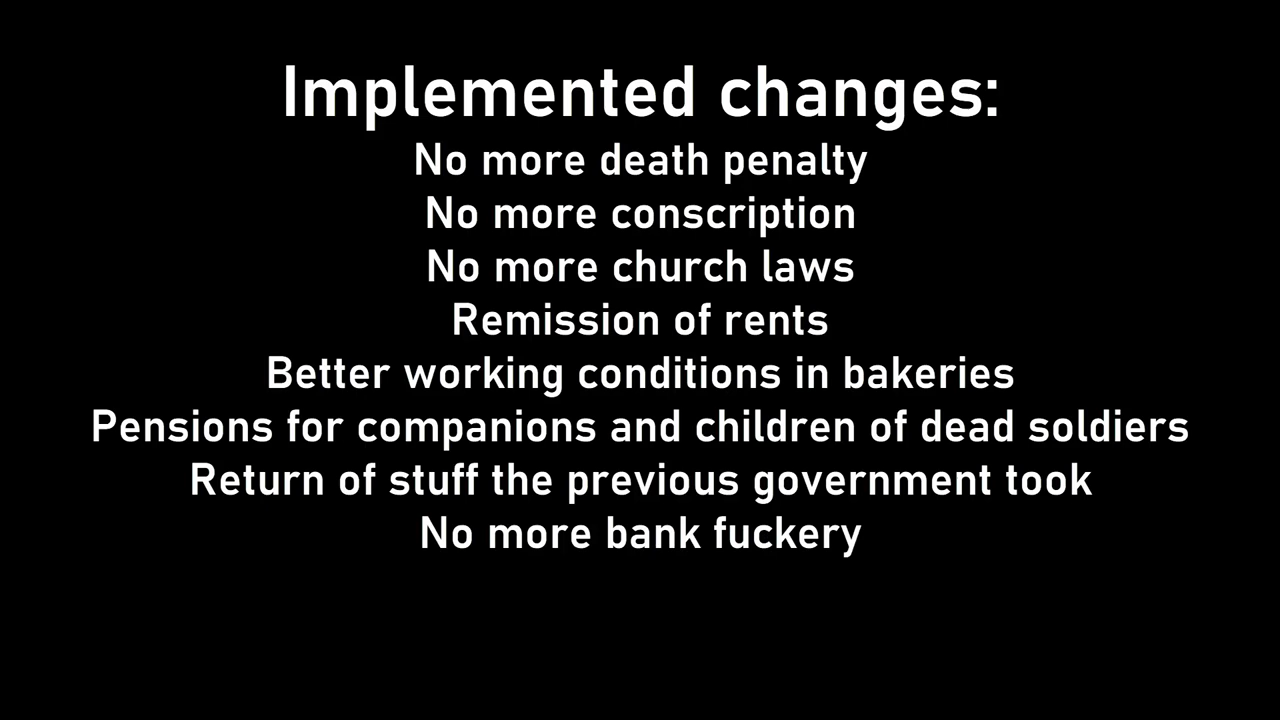 Implemented changes:
No more death penalty
No more conscription
No more church laws
Remission of rents
Better working conditions in bakeries
Pensions for companions and children of dead soldiers
Return of stuff the previous government took
No more bank fuckery